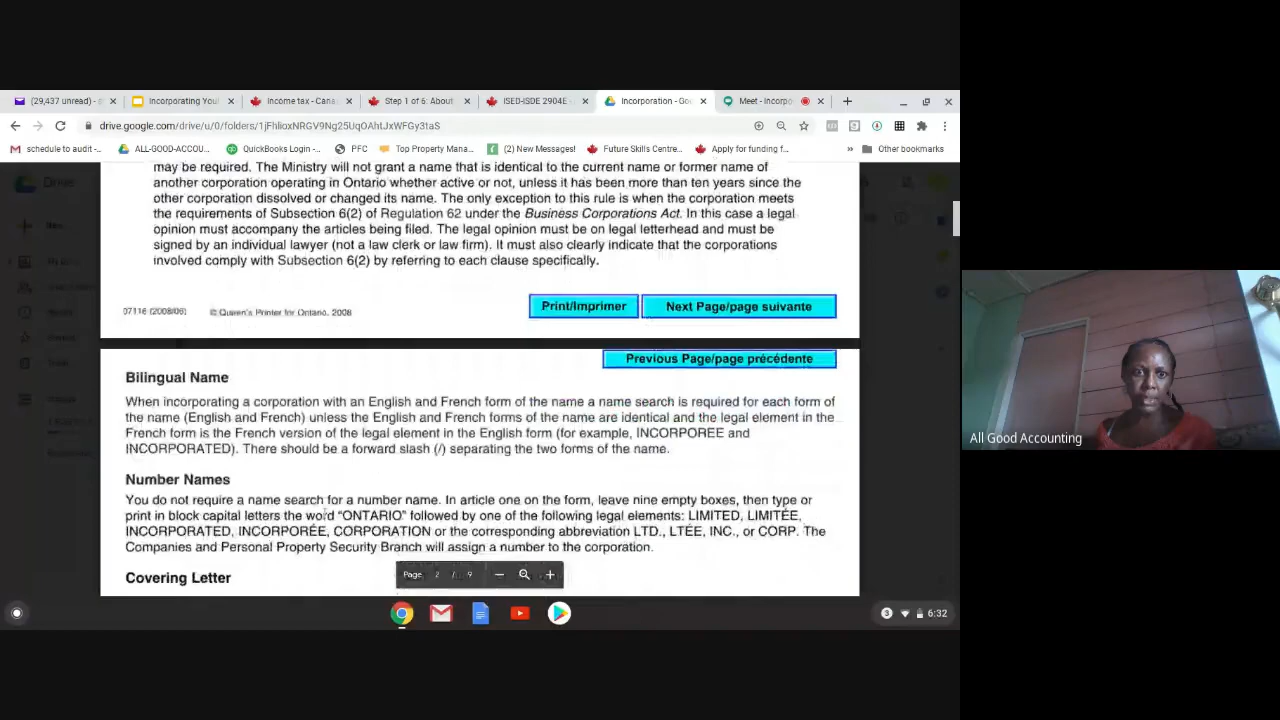 (29,437 unread) - s
Incorporating You
Income tax - Cana
Step 1 of 6: About
ISED-ISDE 2904E
Incorporation - Goo
Meet - Incorpo
drive.google.com/drive/u/0/folders/1jFhlioxNRGV9Ng25UqOAhtJxWFGy3taS
schedule to audit -...
ALL-GOOD-ACCOU...
QuickBooks Login -...
PFC
Top Property Mana...
(2) New Messages!
Future Skills Centre...
Apply for funding f...
»
Other bookmarks
may be required. The Ministry will not grant a name that is identical to the current name or former name of
another corporation operating in Ontario whether active or not, unless it has been more than ten years since the
other corporation dissolved or changed its name. The only exception to this rule is when the corporation meets
the requirements of Subsection 6(2) of Regulation 62 under the Business Corporations Act. In this case a legal
opinion must accompany the articles being filed. The legal opinion must be on legal letterhead and must be
signed by an individual lawyer (not a law clerk or law firm). It must also clearly indicate that the corporations
involved comply with Subsection 6(2) by referring to each clause specifically.
07116 (2008/06) © Queen's Printer for Ontario, 2008
Print/Imprimer
Next Page/page suivante
Previous Page/page précédente
Bilingual Name
When incorporating a corporation with an English and French form of the name a name search is required for each form of
the name (English and French) unless the English and French forms of the name are identical and the legal element in the
French form is the French version of the legal element in the English form (for example, INCORPOREE and
INCORPORATED). There should be a forward slash (/) separating the two forms of the name.
Number Names
You do not require a name search for a number name. In article one on the form, leave nine empty boxes, then type or
print in block capital letters the word "ONTARIO" followed by one of the following legal elements: LIMITED, LIMITÉE,
INCORPORATED, INCORPORÉE, CORPORATION or the corresponding abbreviation LTD., LTÉE, INC., or CORP. The
Companies and Personal Property Security Branch will assign a number to the corporation.
Covering Letter
Page 2 / 9
3
6:32
All Good Accounting